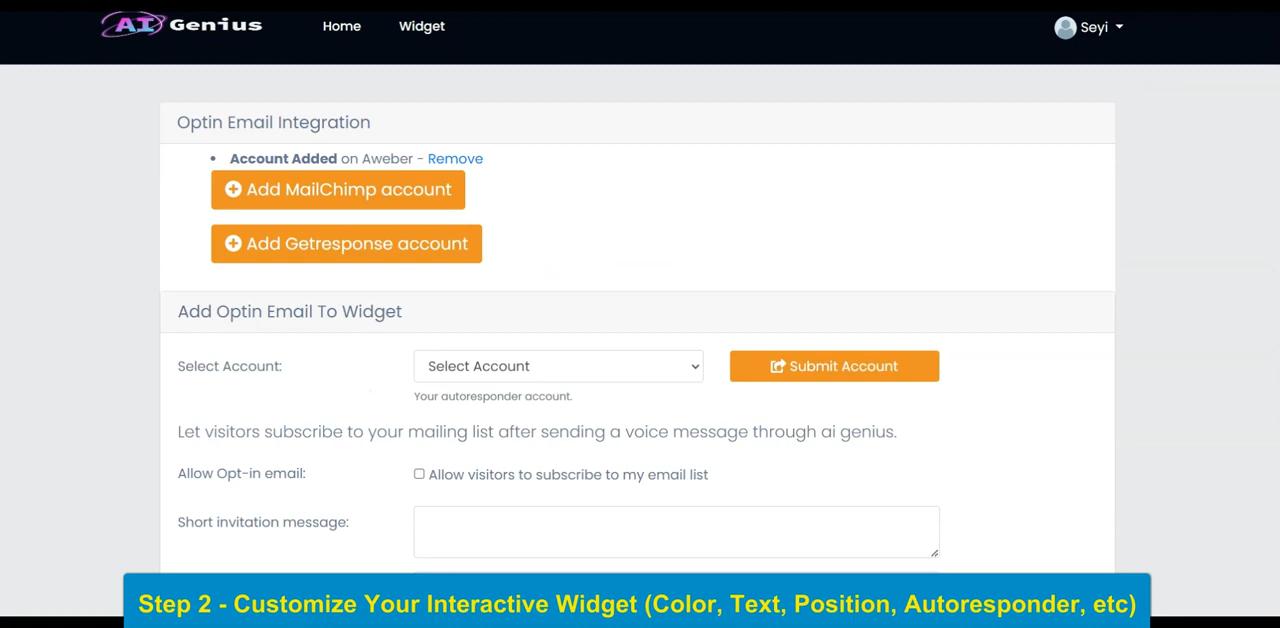 AI Genius Home Widget Seyi
Optin Email Integration
Account Added on Aweber - Remove
Add MailChimp account
Add Getresponse account
Add Optin Email To Widget
Select Account: Select Account Submit Account
Your autoresponder account.
Let visitors subscribe to your mailing list after sending a voice message through ai genius.
Allow Opt-in email: Allow visitors to subscribe to my email list
Short invitation message:
Step 2 - Customize Your Interactive Widget (Color, Text, Position, Autoresponder, etc)